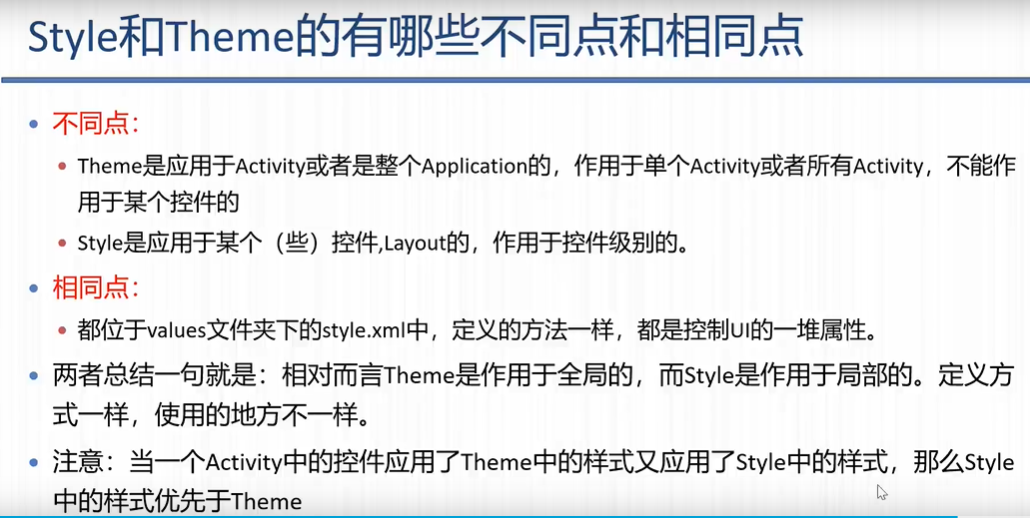 Style和Theme的有哪些不同点和相同点
不同点：
Theme是应用于Activity或者是整个Application的，作用于单个Activity或者所有Activity，不能作
用于某个控件的
Style是应用于某个（些）控件,Layout的，作用于控件级别的。
相同点：
都位于values文件夹下的style.xml中，定义的方法一样，都是控制UI的一堆属性。
两者总结一句就是：相对而言Theme是作用于全局的，而Style是作用于局部的。定义方
式一样，使用的地方不一样。
注意：当一个Activity中的控件应用了Theme中的样式又应用了Style中的样式，那么Style
中的样式优先于Theme